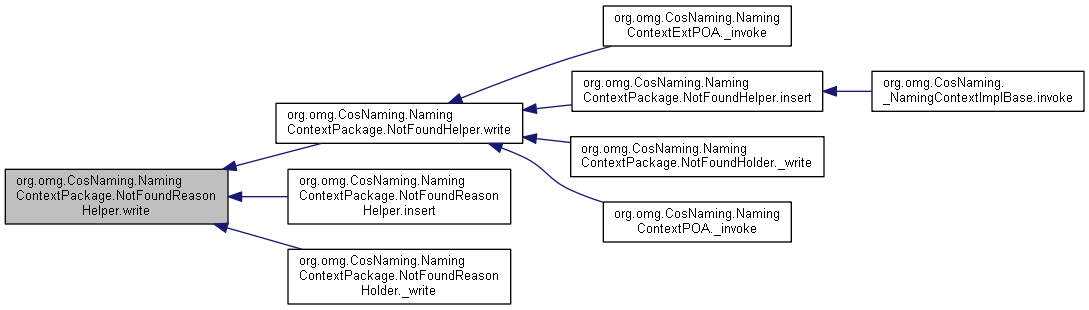 org.omg.CosNaming.Naming
ContextExtPOA._invoke
org.omg.CosNaming.Naming
ContextPackage.NotFoundHelper.insert
org.omg.CosNaming.
_NamingContextImplBase.invoke
org.omg.CosNaming.Naming
ContextPackage.NotFoundHelper.write
org.omg.CosNaming.Naming
ContextPackage.NotFoundHolder._write
org.omg.CosNaming.Naming
ContextPackage.NotFoundReason
Helper.write
org.omg.CosNaming.Naming
ContextPackage.NotFoundReason
Helper.insert
org.omg.CosNaming.Naming
ContextPOA._invoke
org.omg.CosNaming.Naming
ContextPackage.NotFoundReason
Holder._write